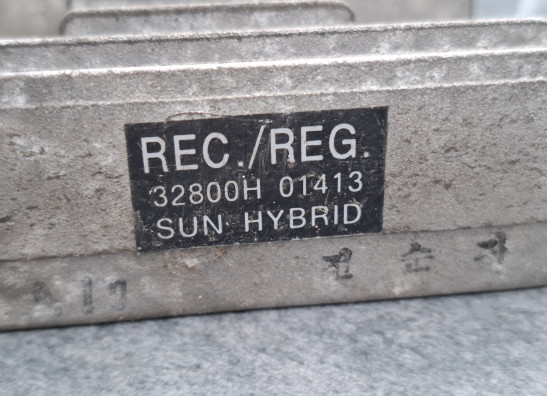 REC./REG.
32800H 01413
SUN HYBRID